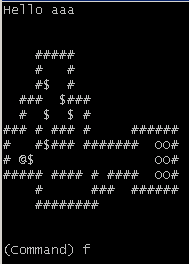 Hello aaa
    #####
    #   #
    #$  #
  ###  $###
  #  $  $ #
### # ### #     ######
#   #$### #######  oo#
# @$               oo#
##### #### # ####  oo#
    #      ###  ######
    ########
(Command) f